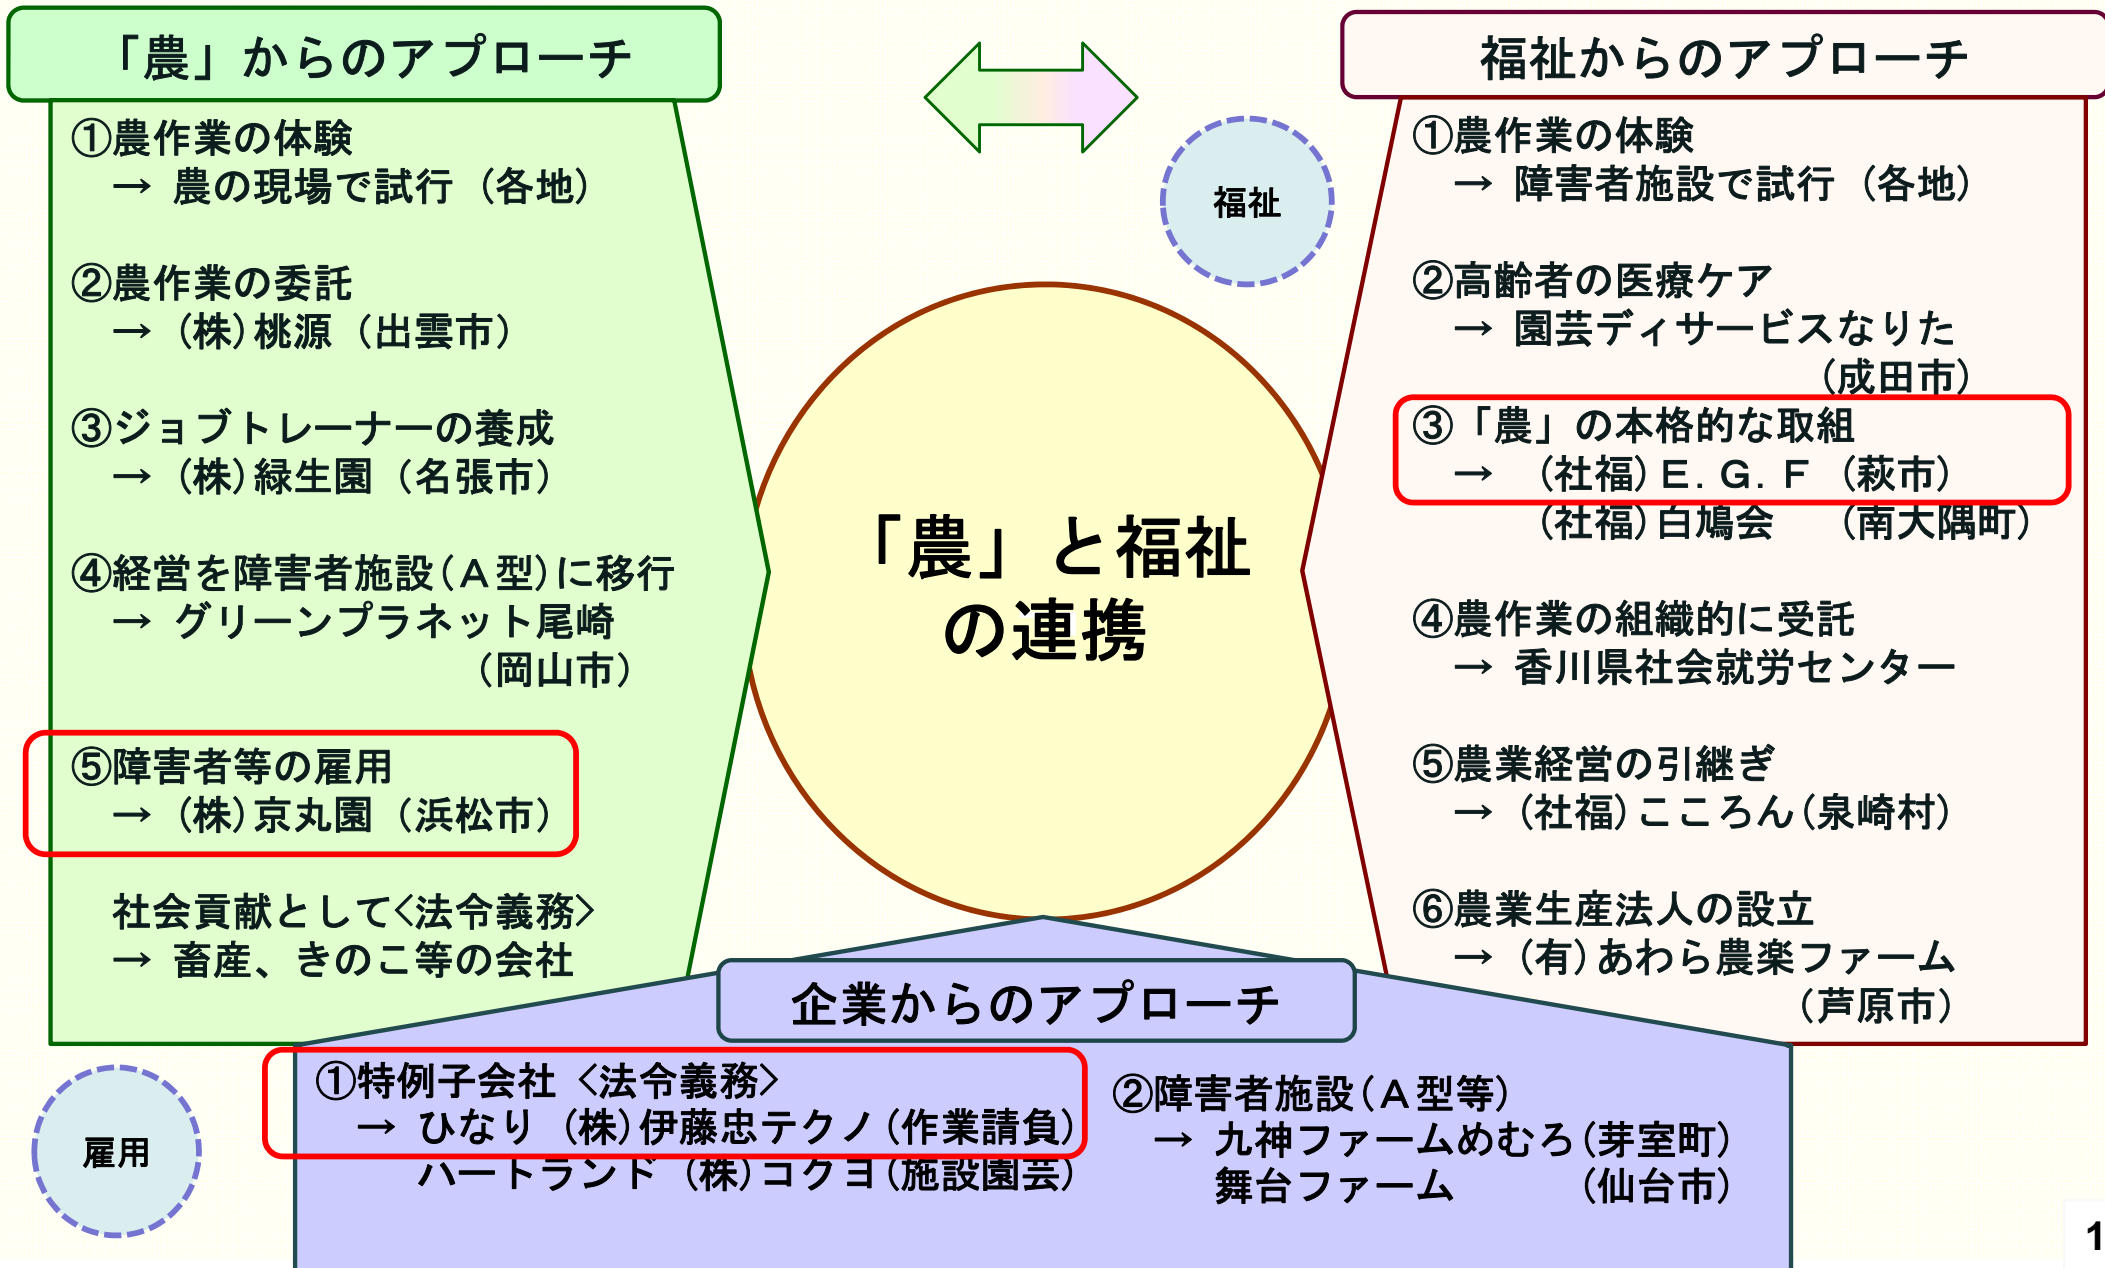 「農」からのアプローチ
①農作業の体験
→ 農の現場で試行（各地）
②農作業の委託
→（株）桃源（出雲市）
③ジョブトレーナーの養成
→（株）緑生園（名張市）
④経営を障害者施設（Ａ型）に移行
→ グリーンプラネット尾崎
（岡山市）
⑤障害者等の雇用
→（株）京丸園（浜松市）
社会貢献として<法令義務>
→ 畜産、きのこ等の会社
福祉
「農」と福祉
の連携
福祉からのアプローチ
①農作業の体験
→ 障害者施設で試行（各地）
②高齢者の医療ケア
→ 園芸ディサービスなりた
（成田市）
③「農」の本格的な取組
→ （社福）Ｅ．Ｇ．Ｆ（萩市）
（社福）白鳩会 （南大隅町）
④農作業の組織的に受託
→ 香川県社会就労センター
⑤農業経営の引継ぎ
→（社福）こころん（泉崎村）
⑥農業生産法人の設立
→（有）あわら農楽ファーム
（芦原市）
企業からのアプローチ
①特例子会社 <法令義務>
→ ひなり（株）伊藤忠テクノ（作業請負）
ハートランド（株）コクヨ（施設園芸）
②障害者施設（Ａ型等）
→ 九神ファームめむろ（芽室町）
舞台ファーム （仙台市）
雇用
1